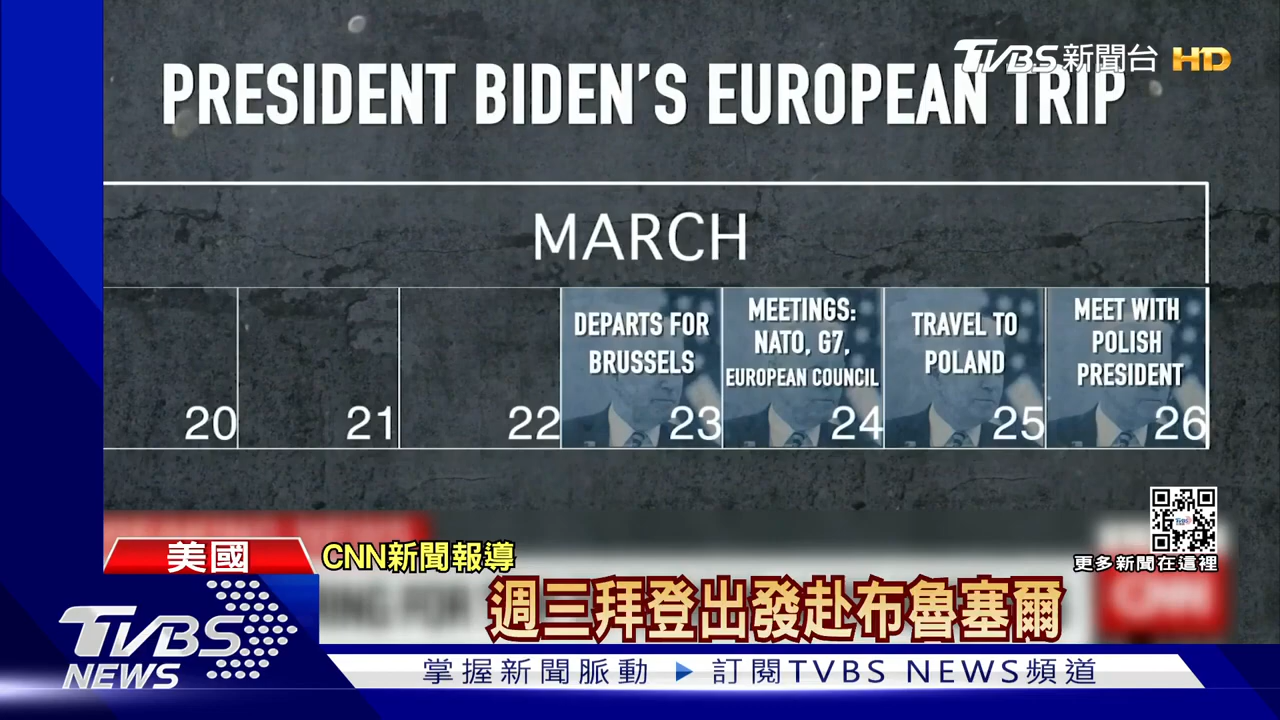 TVBS新聞台 HD
PRESIDENT BIDEN'S EUROPEAN TRIP
MARCH
20
21
22
DEPARTS FOR
BRUSSELS
23
MEETINGS:
NATO, G7,
EUROPEAN COUNCIL
24
TRAVEL TO
POLAND
25
MEET WITH
POLISH
PRESIDENT
26
更多新聞在這裡
美國
CNN新聞報導
週三拜登出發赴布魯塞爾
TVBS
NEWS
掌握新聞脈動 ▶ 訂閱TVBS NEWS頻道